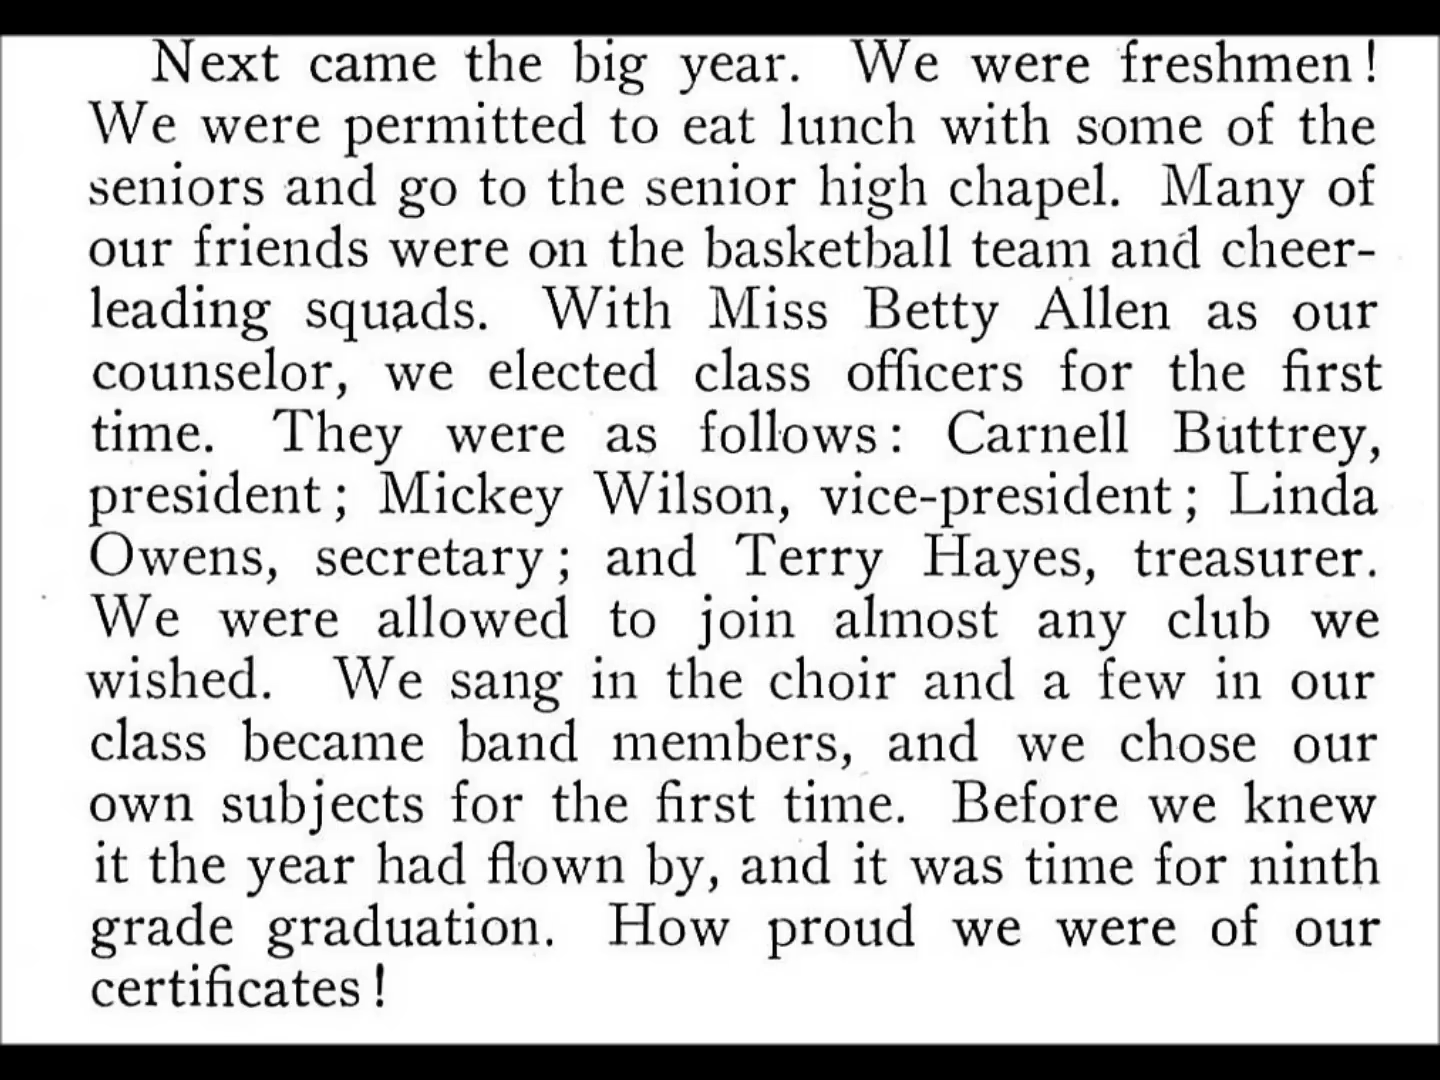 Next came the big year. We were freshmen!
We were permitted to eat lunch with some of the
seniors and go to the senior high chapel. Many of
our friends were on the basketball team and cheer-
leading squads. With Miss Betty Allen as our
counselor, we elected class officers for the first
time. They were as follows: Carnell Buttrey,
president; Mickey Wilson, vice-president; Linda
Owens, secretary; and Terry Hayes, treasurer.
We were allowed to join almost any club we
wished. We sang in the choir and a few in our
class became band members, and we chose our
own subjects for the first time. Before we knew
it the year had flown by, and it was time for ninth
grade graduation. How proud we were of our
certificates!